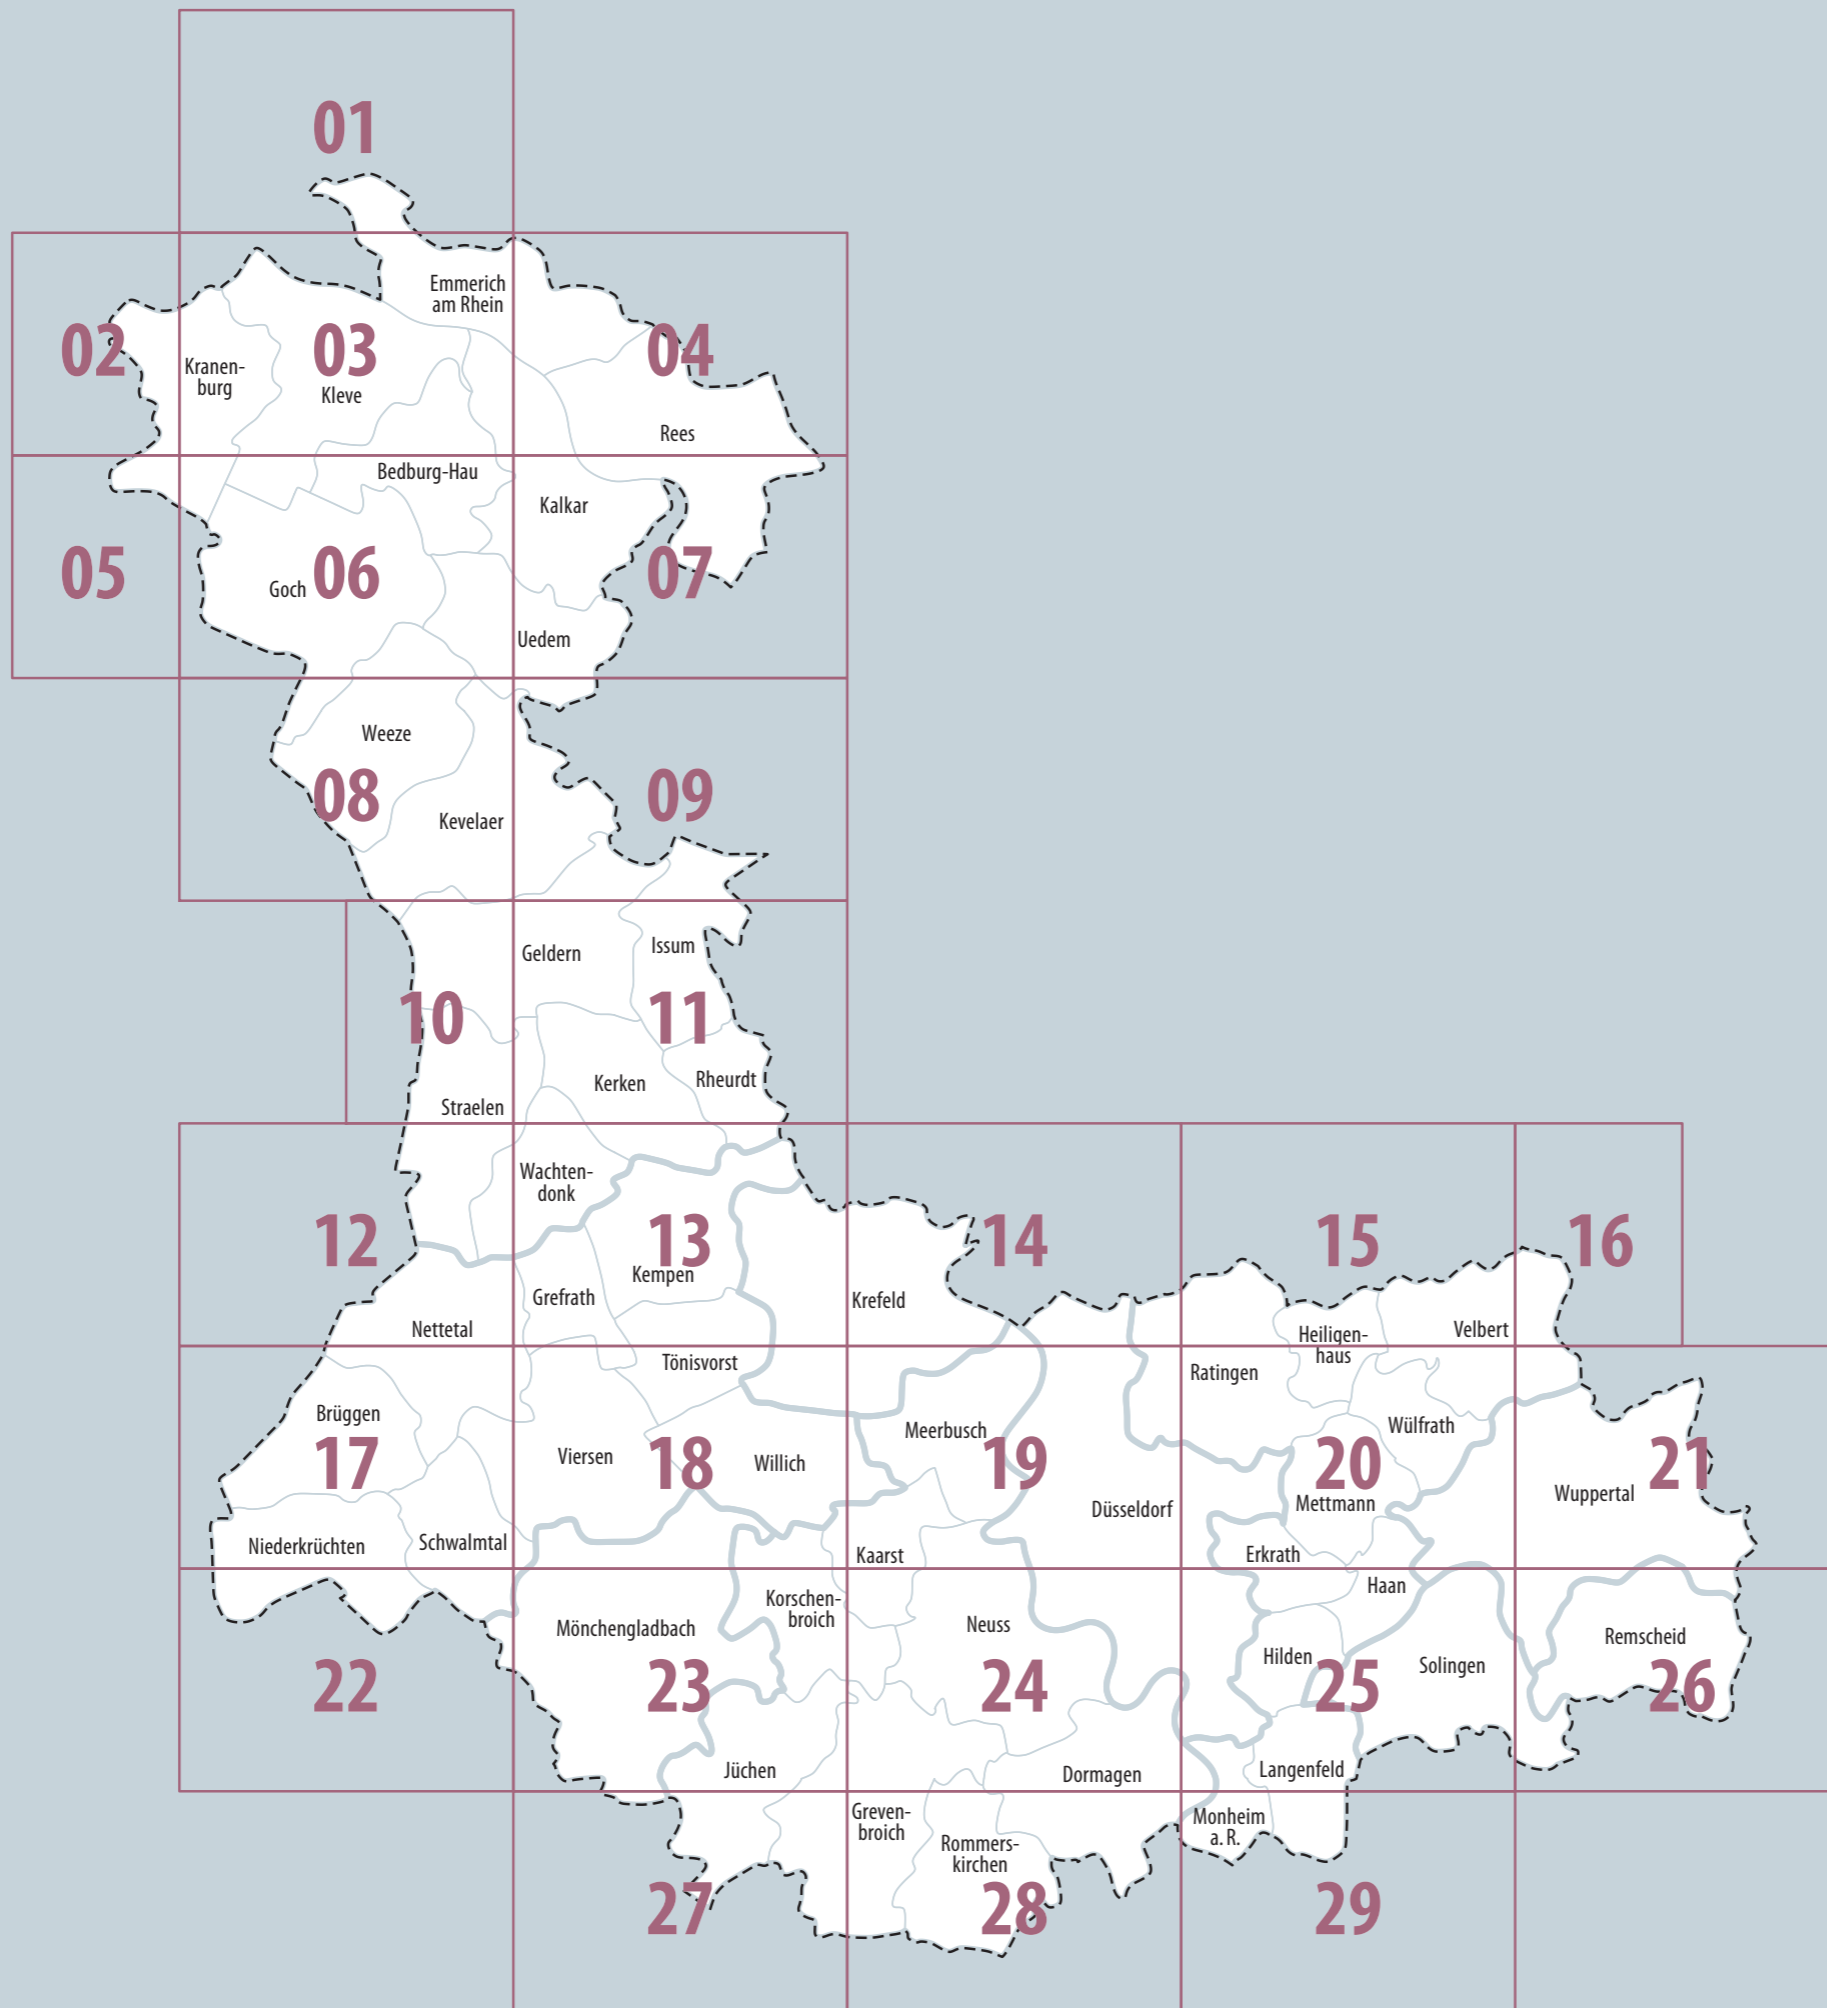 01
Emmerich
am Rhein
02
03
04
Kranen-
burg
Kleve
Rees
Bedburg-Hau
Kalkar
05
06
07
Goch
Uedem
Weeze
08
09
Kevelaer
Geldern
Issum
10
11
Kerken
Rheurdt
Straelen
Wachten-
donk
12
13
14
15
16
Kempen
Grefrath
Krefeld
Nettetal
Heiligen-
haus
Velbert
Tönisvorst
Ratingen
Brüggen
Meerbusch
Wülfrath
17
Viersen
18
Willich
19
20
21
Wuppertal
Mettmann
Düsseldorf
Niederkrüchten
Schwalmtal
Kaarst
Erkrath
Haan
Korschen-
broich
Mönchengladbach
Neuss
Remscheid
Hilden
Solingen
22
23
24
25
26
Jüchen
Dormagen
Langenfeld
Greven-
broich
Monheim
a. R.
Rommers-
kirchen
27
28
29